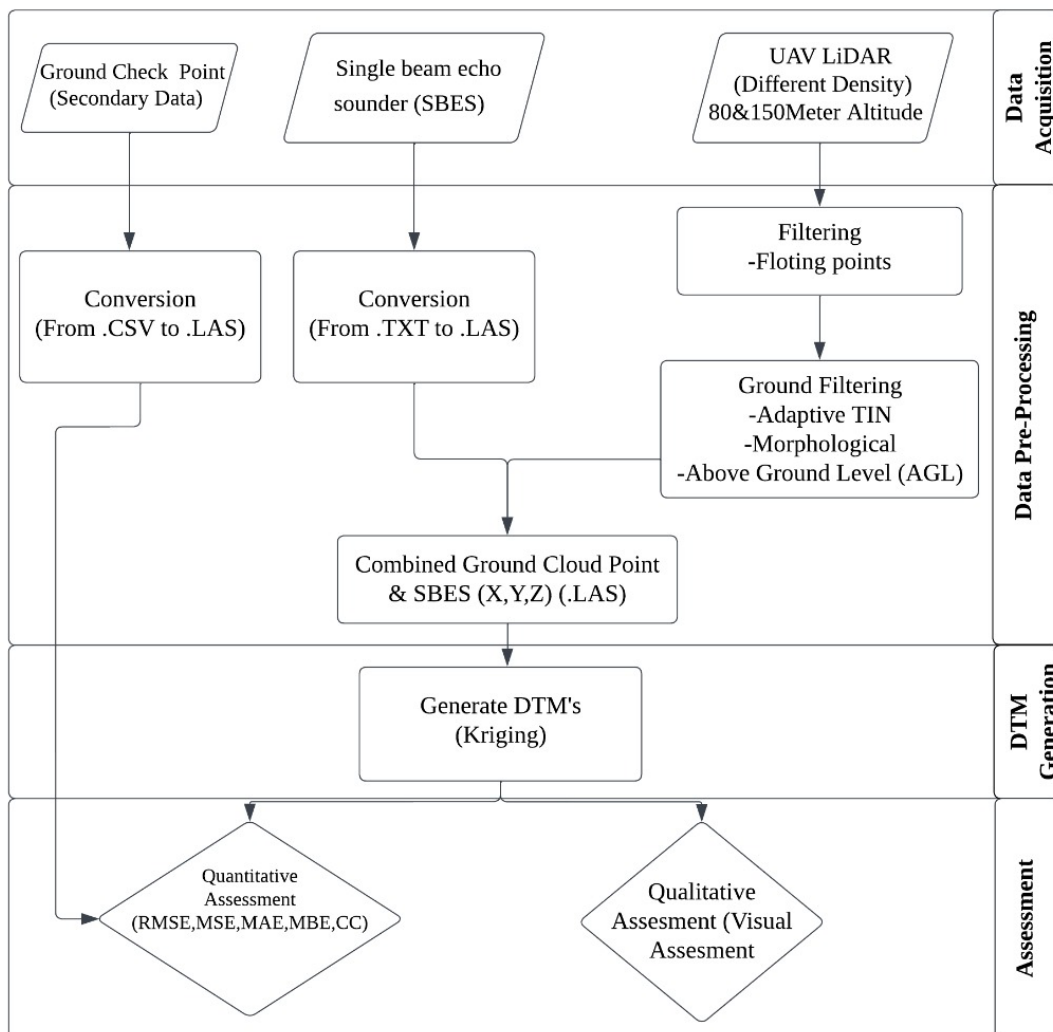 Ground Check Point
(Secondary Data)
Single beam echo
sounder (SBES)
UAV LiDAR
(Different Density)
80&150Meter Altitude
Data
Acquisition
Conversion
(From .CSV to .LAS)
Conversion
(From .TXT to .LAS)
Filtering
-Floting points
Ground Filtering
-Adaptive TIN
-Morphological
-Above Ground Level (AGL)
Combined Ground Cloud Point
& SBES (X,Y,Z) (.LAS)
Data Pre-Processing
Generate DTM's
(Kriging)
DTM
Generation
Quantitative
Assessment
(RMSE,MSE,MAE,MBE,CC)
Qualitative
Assesment (Visual
Assesment
Assessment